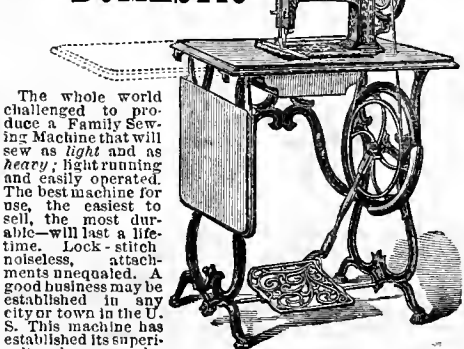 The whole world
challenged to pro-
duce a Family Sew-
ing Machine that will
sew as light and as
heavy; light running
and easily operated.
The best machine for
use, the easiest to
sell, the most dur-
able—will last a life-
time. Lock-stitch
noiseless, attach-
ments unequaled. A
good business may be
established in any
city or town in the U.
S. This machine has
established its superi-